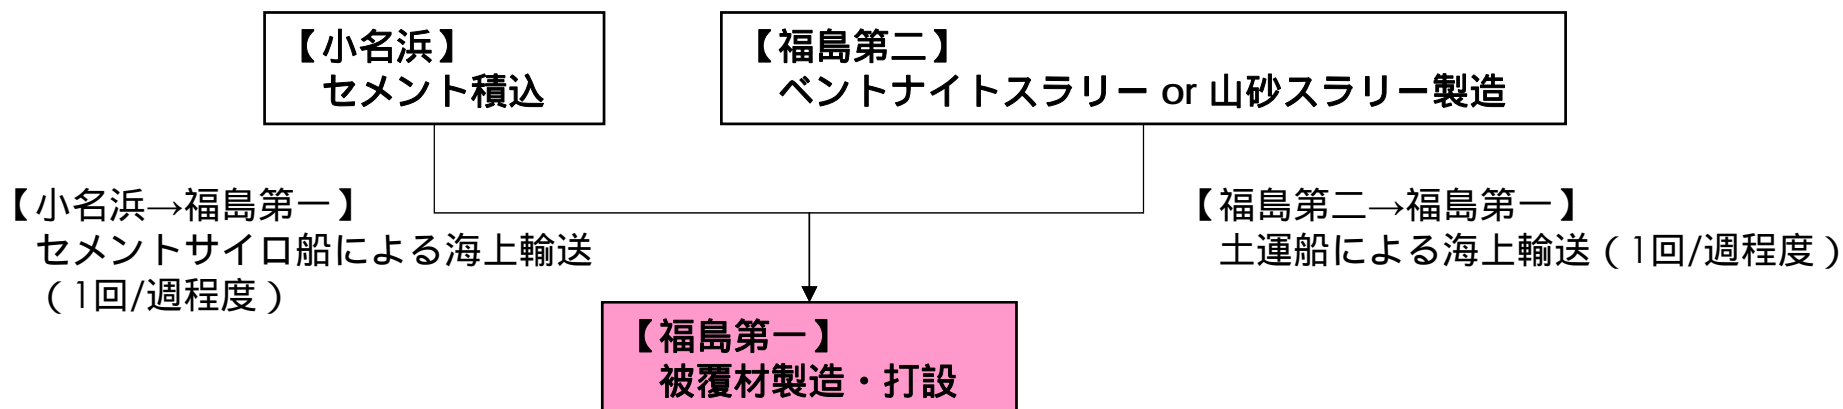 【小名浜】
セメント積込
【福島第二】
ベントナイトスラリー or 山砂スラリー製造
【小名浜→福島第一】
セメントサイロ船による海上輸送
（1回/週程度）
【福島第二→福島第一】
土運船による海上輸送（1回/週程度）
【福島第一】
被覆材製造・打設